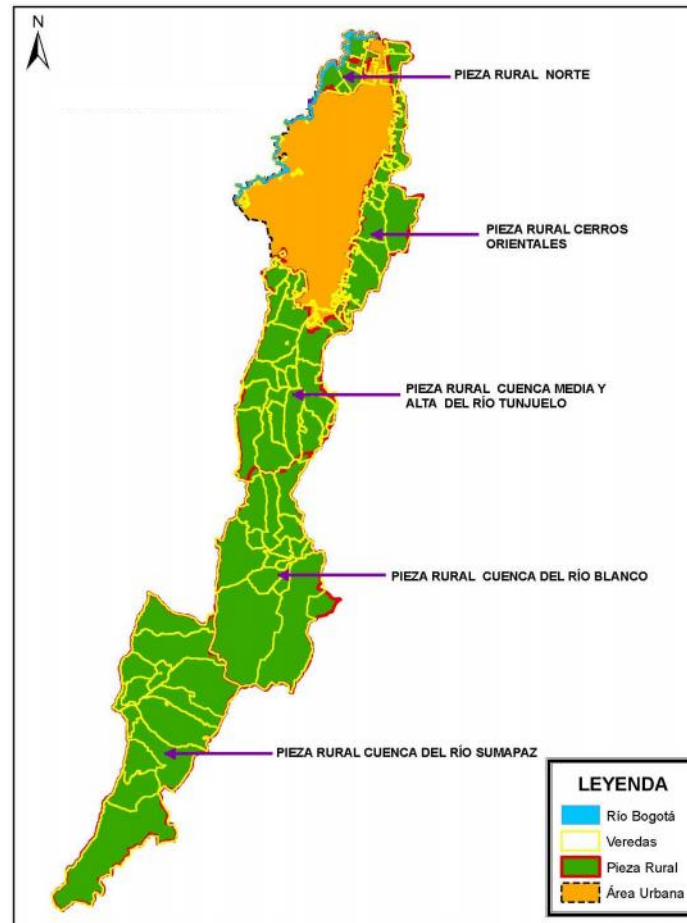 N
PIEZA RURAL NORTE
PIEZA RURAL CERROS
ORIENTALES
PIEZA RURAL CUENCA MEDIA Y
ALTA DEL RÍO TUNJUELO
PIEZA RURAL CUENCA DEL RÍO BLANCO
PIEZA RURAL CUENCA DEL RÍO SUMAPAZ
LEYENDA
Río Bogotá
Veredas
Pieza Rural
Área Urbana